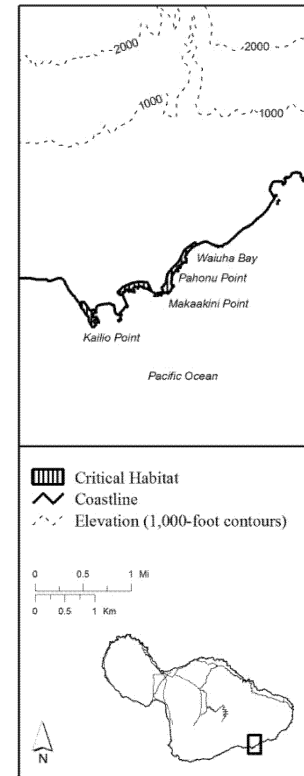 2000
2000
1000
1000
Waiuha Bay
Pahonu Point
Makaakini Point
Kailio Point
Pacific Ocean
Critical Habitat
Coastline
Elevation (1,000-foot contours)
0 0.5 1 Mi
0 0.5 1 Km
N